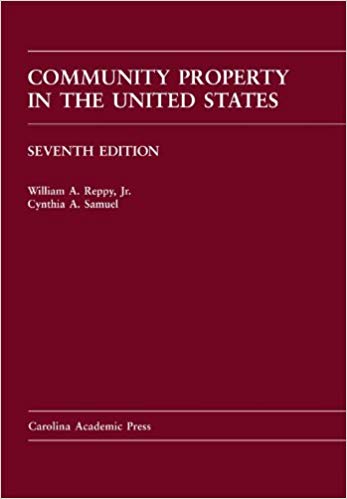 COMMUNITY PROPERTY
IN THE UNITED STATES
SEVENTH EDITION
William A. Reppy, Jr.
Cynthia A. Samuel
Carolina Academic Press